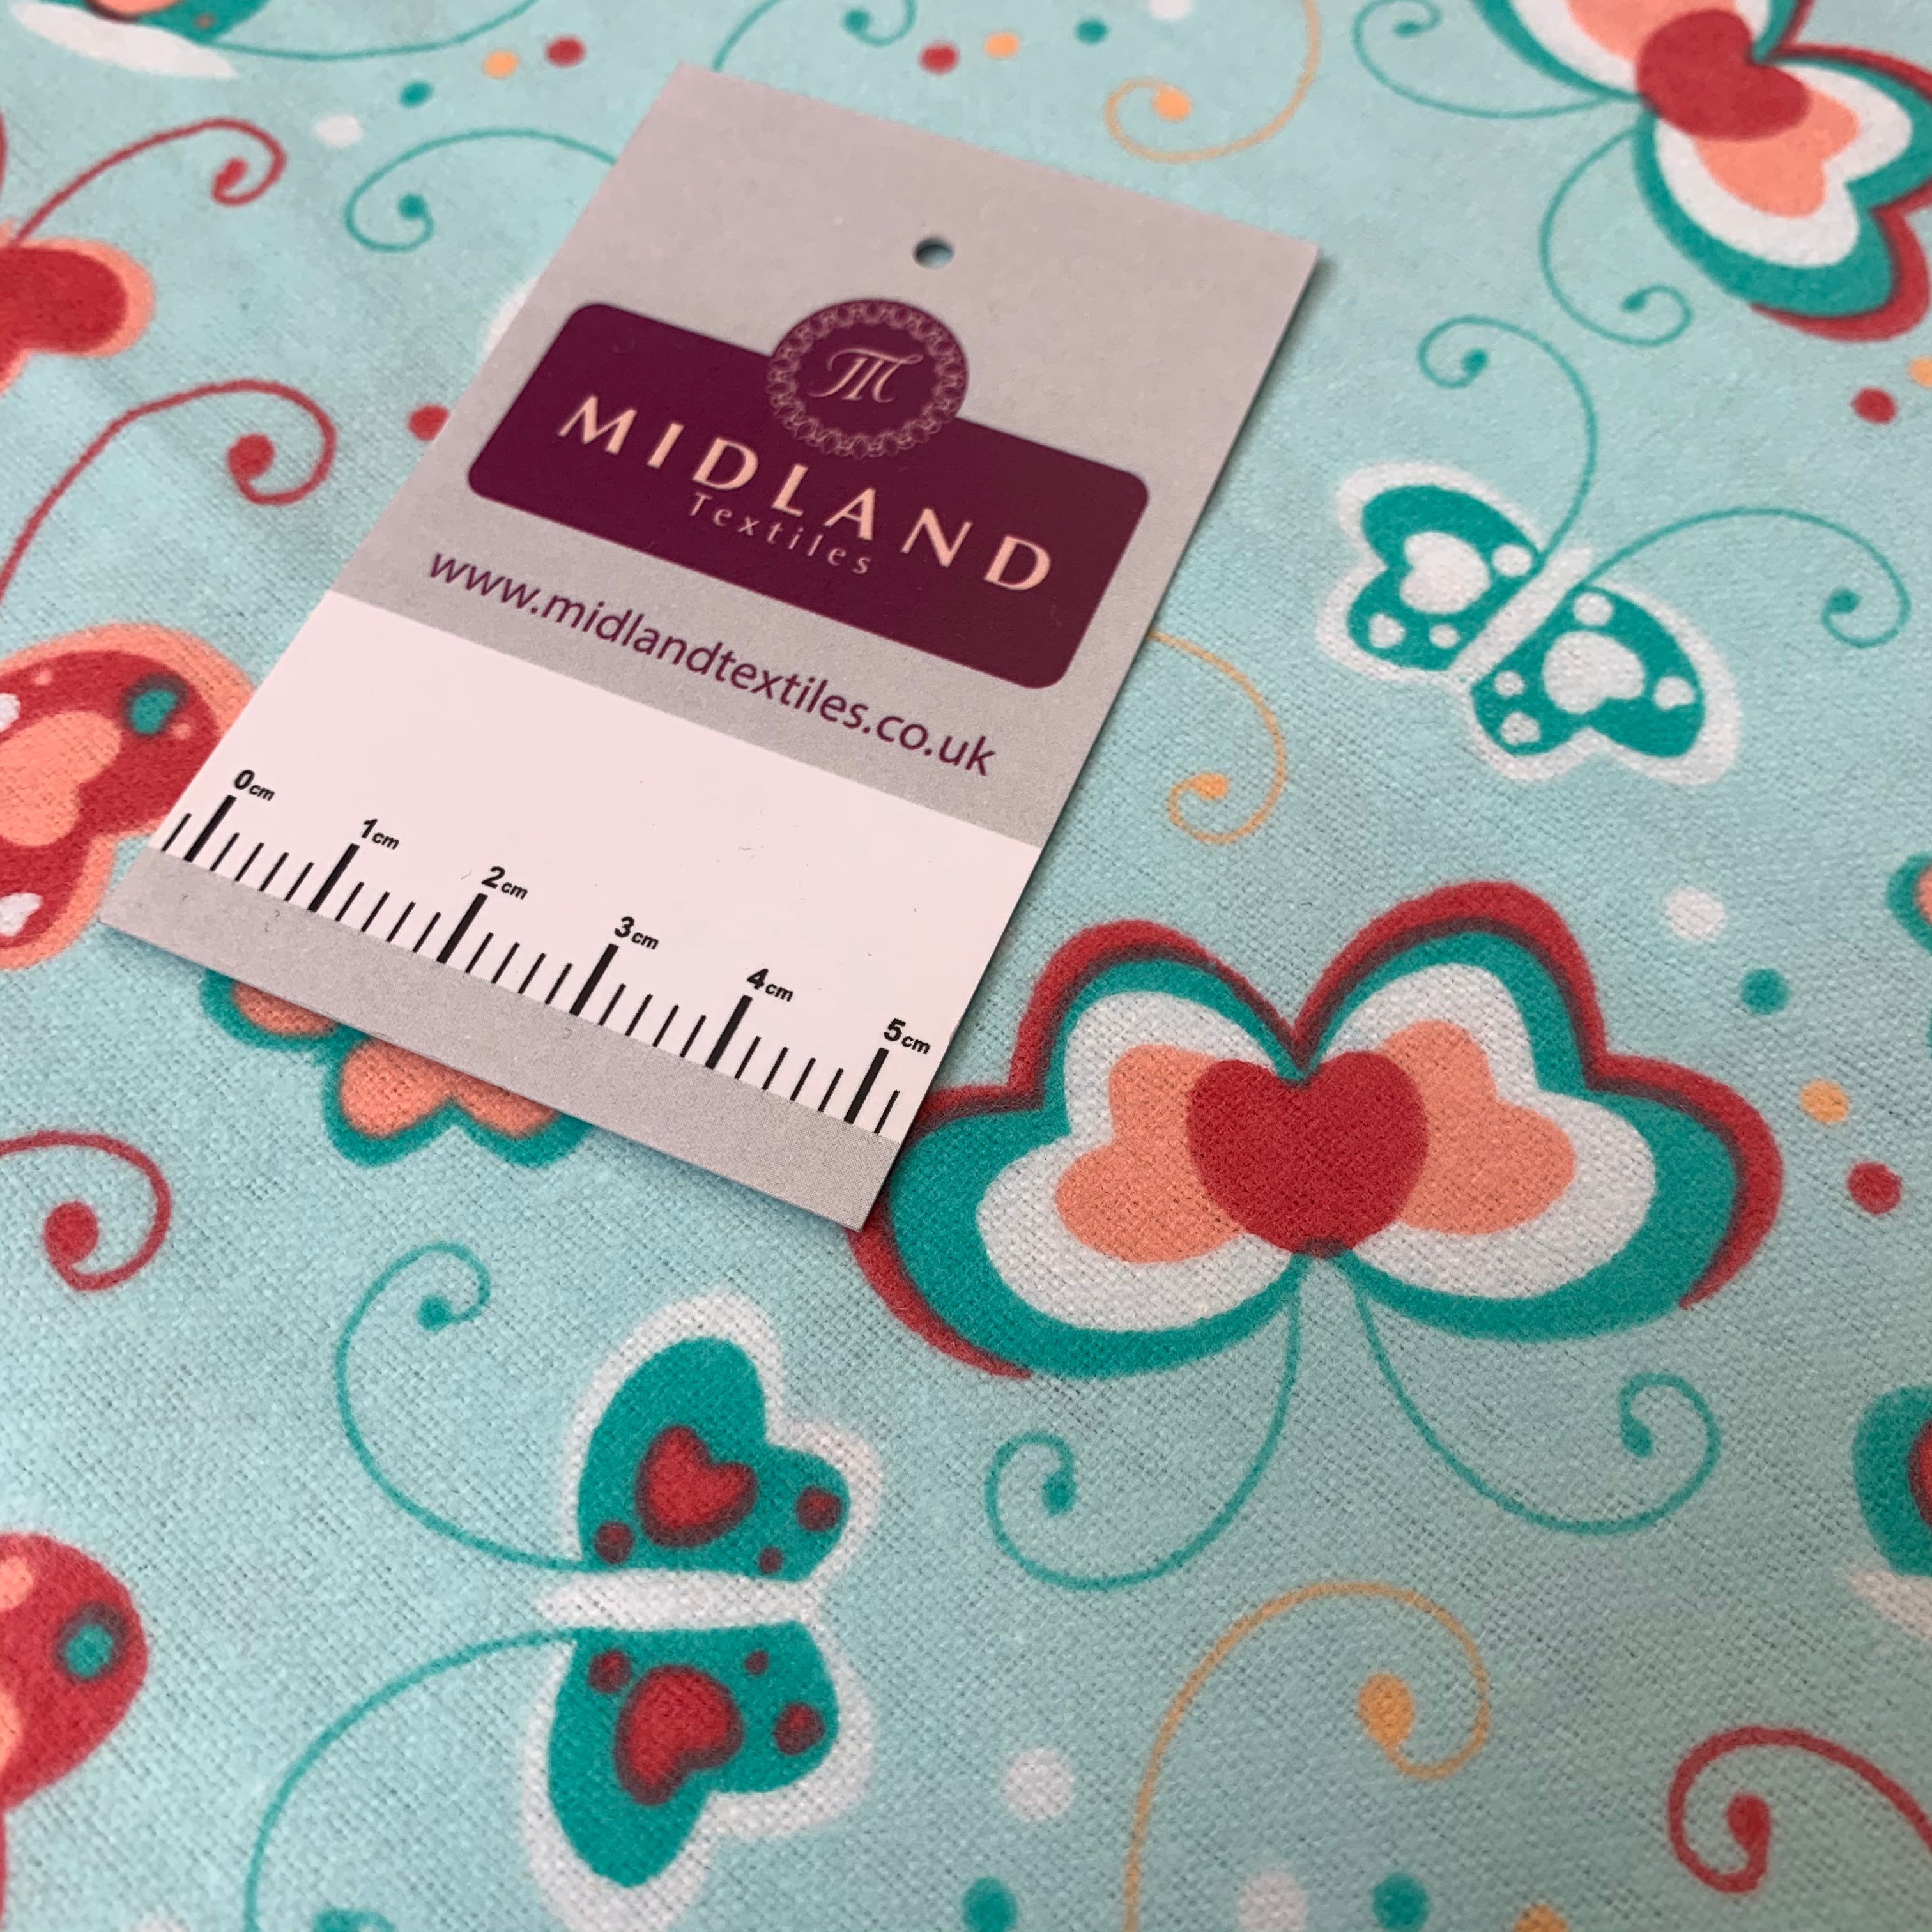 M
MIDLAND
Textiles
www.midlandtextiles.co.uk
0cm 1cm 2cm 3cm 4cm 5cm